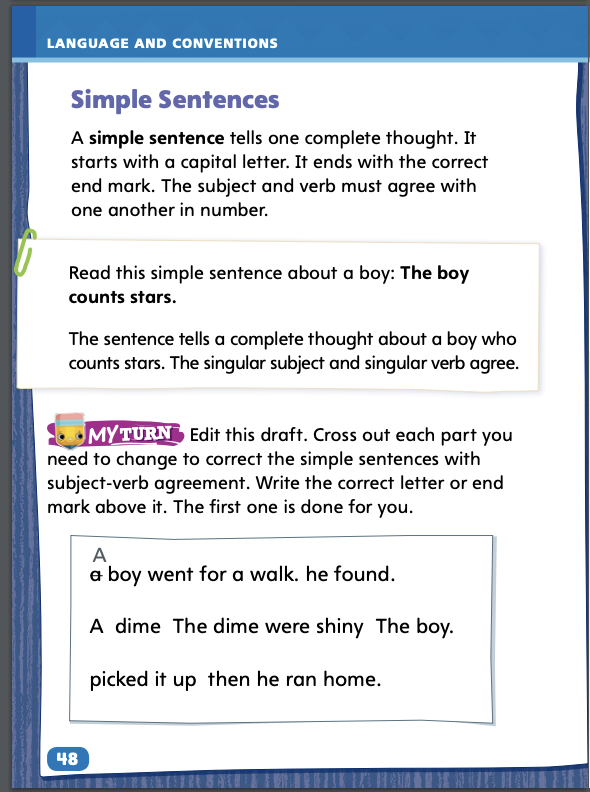 LANGUAGE AND CONVENTIONS
Simple Sentences
A simple sentence tells one complete thought. It
starts with a capital letter. It ends with the correct
end mark. The subject and verb must agree with
one another in number.
Read this simple sentence about a boy: The boy
counts stars.
The sentence tells a complete thought about a boy who
counts stars. The singular subject and singular verb agree.
MY TURN Edit this draft. Cross out each part you
need to change to correct the simple sentences with
subject-verb agreement. Write the correct letter or end
mark above it. The first one is done for you.
A
a boy went for a walk. he found.
A dime The dime were shiny The boy.
picked it up then he ran home.
48